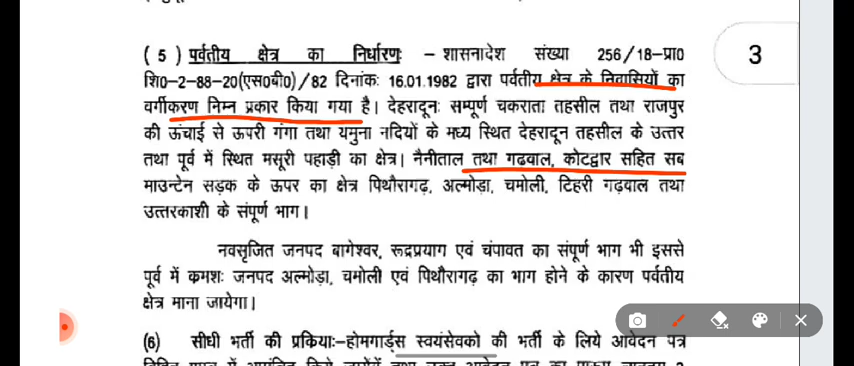 ( 5 ) पर्वतीय क्षेत्र का निर्धारणः – शासनादेश संख्या 256/18-प्रा0
शि0-2-88-20(एस0बी0)/82 दिनांकः 16.01.1982 द्वारा पर्वतीय क्षेत्र के निवासियों का
वर्गीकरण निम्न प्रकार किया गया है। देहरादूनः सम्पूर्ण चकराता तहसील तथा राजपुर
की ऊंचाई से ऊपरी गंगा तथा यमुना नदियों के मध्य स्थित देहरादून तहसील के उत्तर
तथा पूर्व में स्थित मसूरी पहाड़ी का क्षेत्र। नैनीताल तथा गढवाल, कोटद्वार सहित सब
माउन्टेन सड़क के ऊपर का क्षेत्र पिथौरागढ़, अल्मोड़ा, चमोली, टिहरी गढ़वाल तथा
उत्तरकाशी के संपूर्ण भाग।
नवसृजित जनपद बागेश्वर, रूद्रप्रयाग एवं चंपावत का संपूर्ण भाग भी इससे
पूर्व में क्रमशः जनपद अल्मोड़ा, चमोली एवं पिथौरागढ़ का भाग होने के कारण पर्वतीय
क्षेत्र माना जायेगा।
(6) सीधी भर्ती की प्रकियाः–होमगार्ड्स स्वयंसेवको की भर्ती के लिये आवेदन पत्र
3